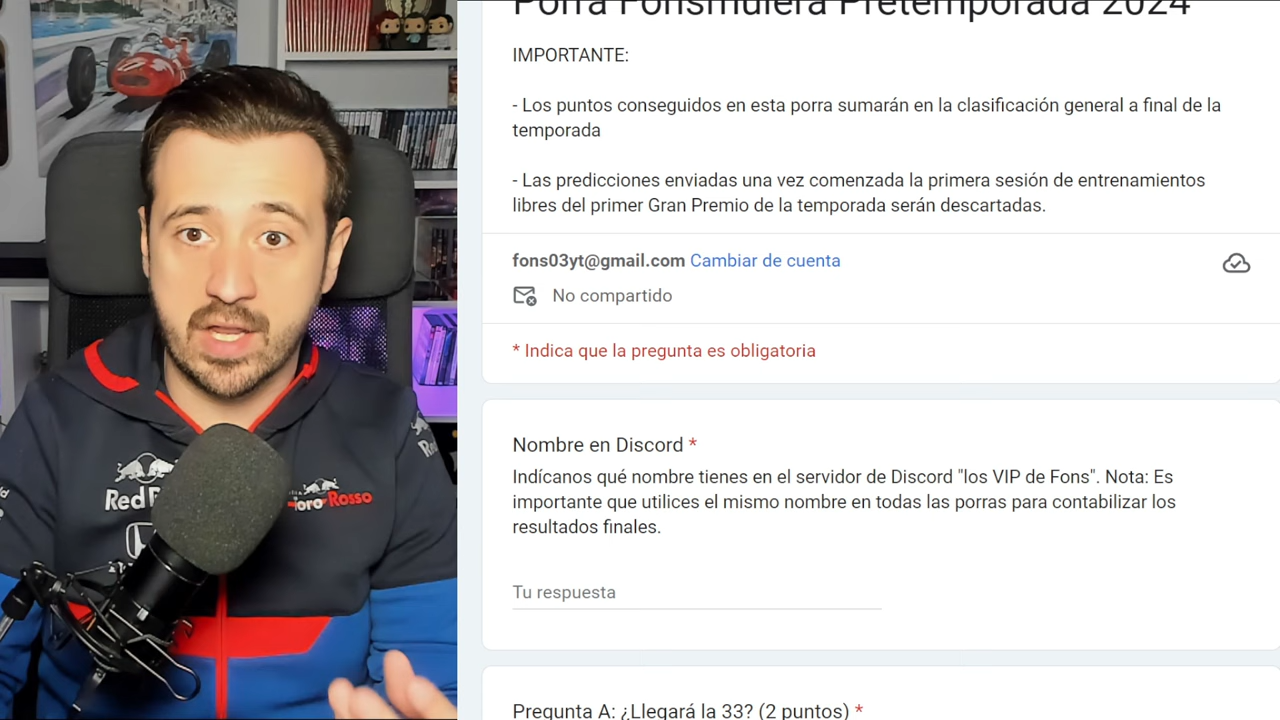 Porra Fonsmulera Pretemporada 2024
IMPORTANTE:
- Los puntos conseguidos en esta porra sumarán en la clasificación general a final de la
temporada
- Las predicciones enviadas una vez comenzada la primera sesión de entrenamientos
libres del primer Gran Premio de la temporada serán descartadas.
fons03yt@gmail.com Cambiar de cuenta
No compartido
* Indica que la pregunta es obligatoria
Nombre en Discord *
Indícanos qué nombre tienes en el servidor de Discord "los VIP de Fons". Nota: Es
importante que utilices el mismo nombre en todas las porras para contabilizar los
resultados finales.
Tu respuesta
Pregunta A: ¿Llegará la 33? (2 puntos) *
Toro Rosso